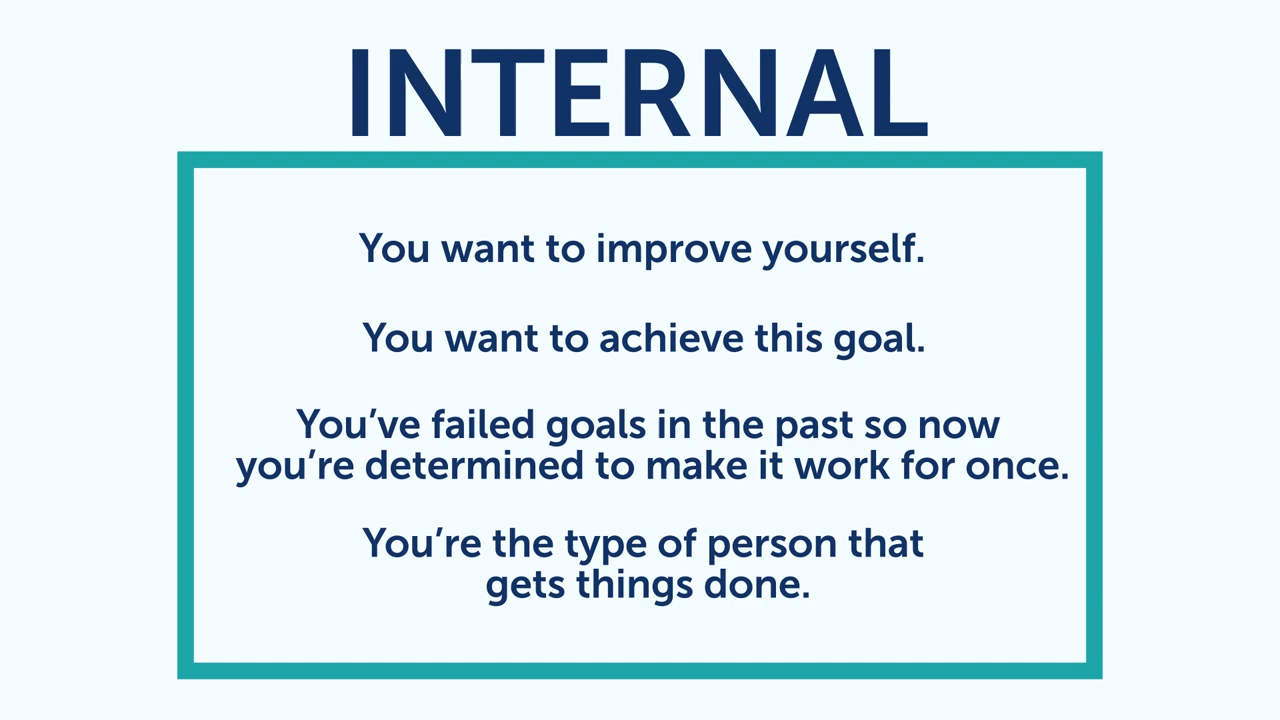 INTERNAL
You want to improve yourself.
You want to achieve this goal.
You’ve failed goals in the past so now
you’re determined to make it work for once.
You’re the type of person that
gets things done.